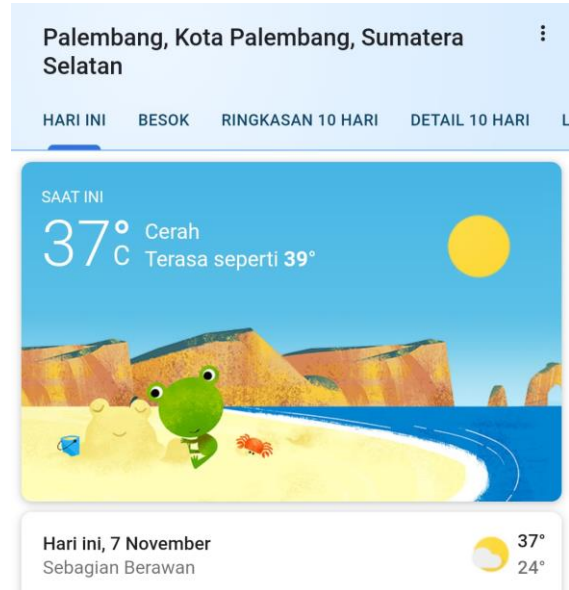 Palembang, Kota Palembang, Sumatera
Selatan
HARI INI BESOK RINGKASAN 10 HARI DETAIL 10 HARI L
SAAT INI
37°C
Cerah
Terasa seperti 39°
Hari ini, 7 November 37°
Sebagian Berawan 24°